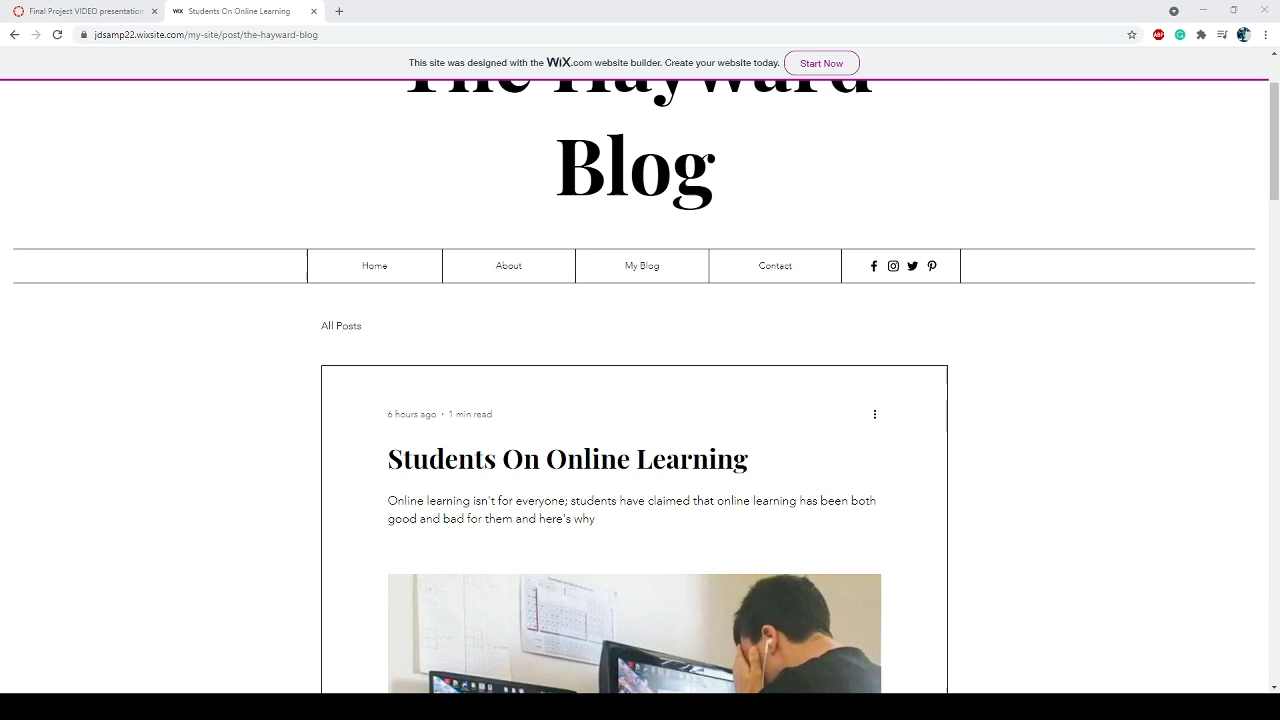 Final Project VIDEO presentation
WIX Students On Online Learning
jdsamp22.wixsite.com/my-site/post/the-hayward-blog
ABP
This site was designed with the WiX.com website builder. Create your website today. Start Now
The Hayward
Blog
Home About My Blog Contact
All Posts
6 hours ago · 1 min read
Students On Online Learning
Online learning isn't for everyone; students have claimed that online learning has been both
good and bad for them and here's why